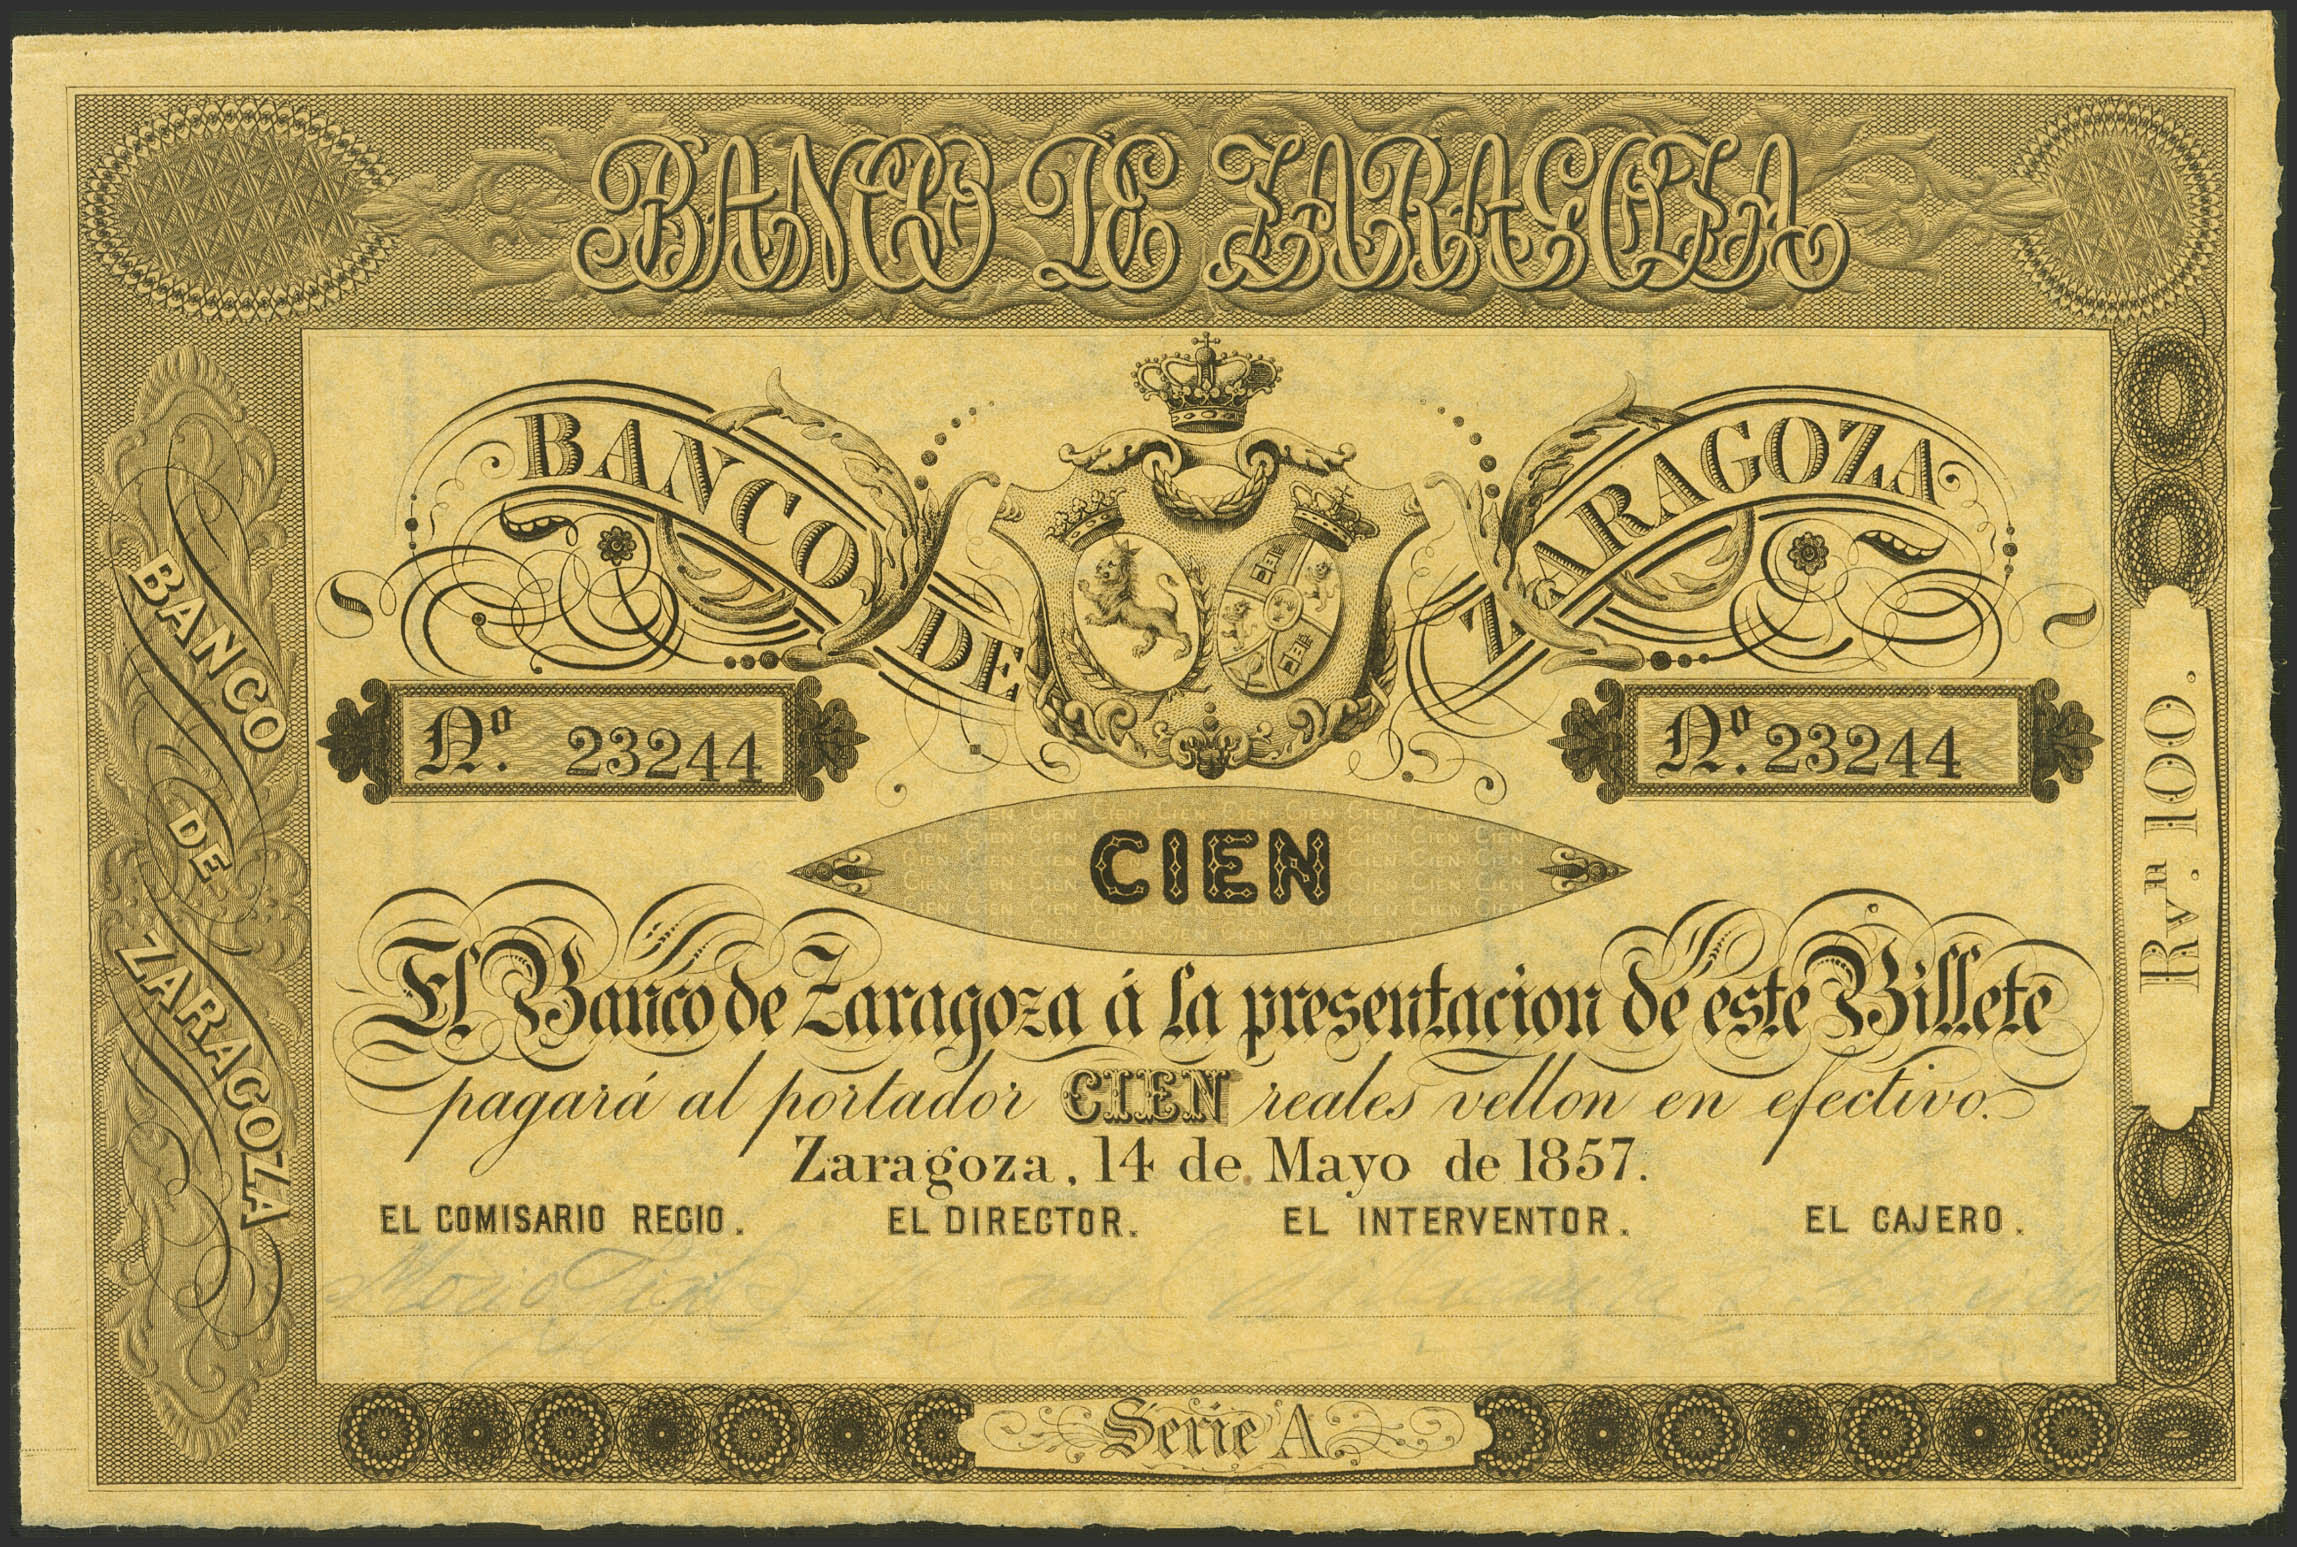 BANCO DE ZARAGOZA
BANCO DE ZARAGOZA
Nº. 23244
Nº. 23244
CIEN
El Banco de Zaragoza á la presentacion de este Billete
pagará al portador CIEN reales vellon en efectivo.
Zaragoza, 14 de Mayo de 1857.
EL COMISARIO REGIO. EL DIRECTOR. EL INTERVENTOR. EL CAJERO.
Serie A.
BANCO DE ZARAGOZA
Rvⁿ. 100.